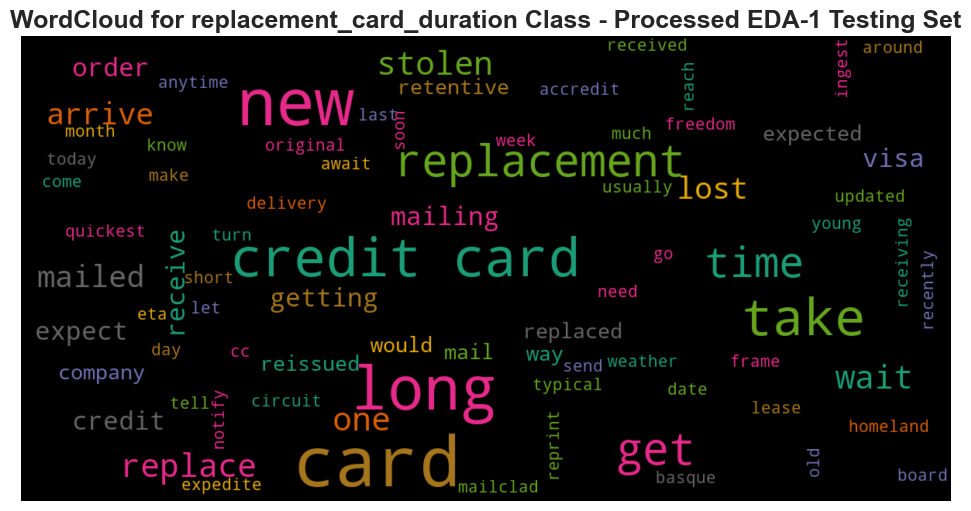 WordCloud for replacement_card_duration Class - Processed EDA-1 Testing Set
received
around
order
stolen
ingest
anytime
retentive
accredit
reach
new
arrive
last
soon
freedom
month
original
week
much
expected
know
replacement
today
await
visa
come
make
usually
lost
updated
delivery
mailing
young
quickest
receive
turn
credit card
time
go
receiving
recently
mailed
short
getting
need
take
eta
let
expect
replaced
day
cc
would
mail
way
reissued
send
weather
frame
company
long
typical
date
wait
tell
circuit
notify
credit
one
lease
homeland
reprint
replace
card
get
old
expedite
mailclad
basque
board